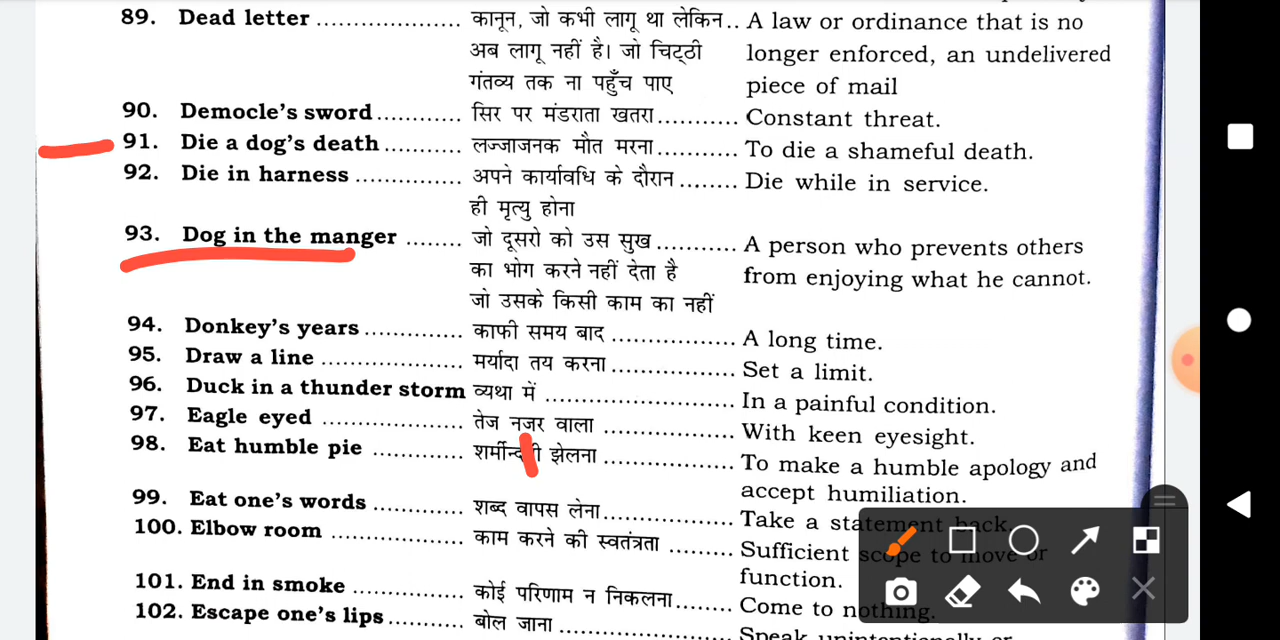 89. Dead letter .................. कानून, जो कभी लागू था लेकिन.. A law or ordinance that is no
अब लागू नहीं है। जो चिट्ठी longer enforced, an undelivered
गंतव्य तक ना पहुँच पाए piece of mail
90. Democle's sword............ सिर पर मंडराता खतरा........... Constant threat.
91. Die a dog's death........... लज्जाजनक मौत मरना........... To die a shameful death.
92. Die in harness .............. अपने कार्यावधि के दौरान ........ Die while in service.
ही मृत्यु होना
93. Dog in the manger ........ जो दूसरो को उस सुख ........... A person who prevents others
का भोग करने नहीं देता है from enjoying what he cannot.
जो उसके किसी काम का नहीं
94. Donkey's years ............. काफी समय बाद .................. A long time.
95. Draw a line .................. मर्यादा तय करना ................. Set a limit.
96. Duck in a thunder storm व्यथा में .......................... In a painful condition.
97. Eagle eyed .................. तेज नजर वाला ................... With keen eyesight.
98. Eat humble pie ............ झेलना .................. To make a humble apology and
accept humiliation.
99. Eat one's words ............ शब्द वापस लेना.................. Take a statement back.
100. Elbow room ................. काम करने की स्वतंत्रता ......... Sufficient scope to move or
function.
101. End in smoke .............. कोई परिणाम न निकलना........ Come to nothing.
102. Escape one's lips........... बोल जाना